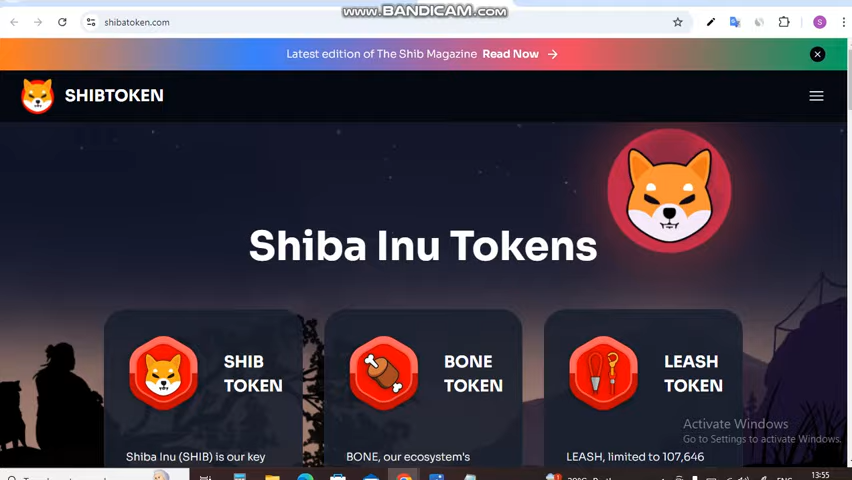 www.BANDICAM.com
shibatoken.com
S
Latest edition of The Shib Magazine Read Now →
SHIBTOKEN
Shiba Inu Tokens
SHIB
TOKEN
BONE
TOKEN
LEASH
TOKEN
Shiba Inu (SHIB) is our key
BONE, our ecosystem's
LEASH, limited to 107,646
Activate Windows
Go to Settings to activate Windows.
13:55